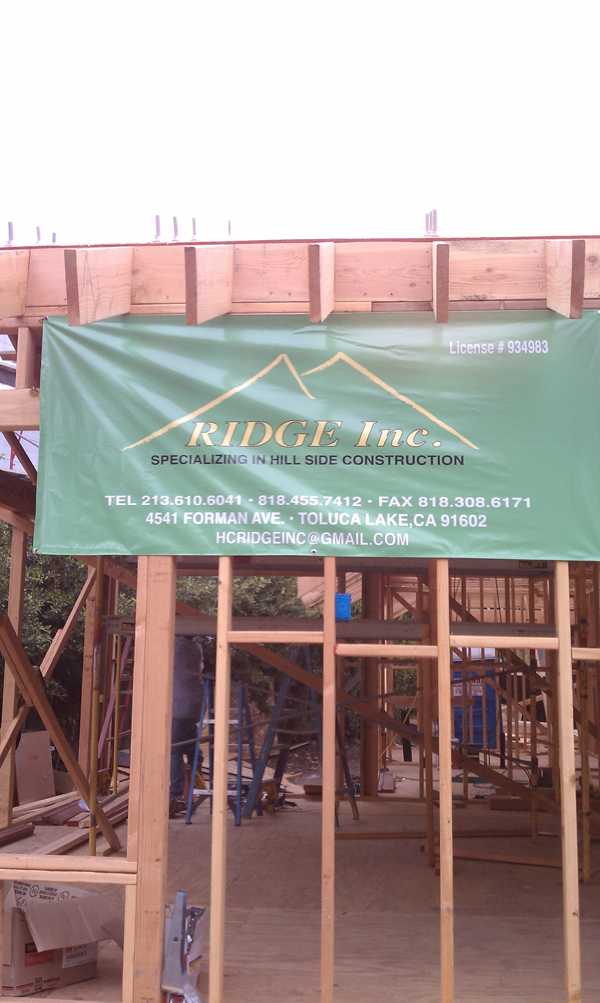 License # 934983
RIDGE Inc.
SPECIALIZING IN HILL SIDE CONSTRUCTION
TEL 213.610.6041 · 818.455.7412 · FAX 818.308.6171
4541 FORMAN AVE. · TOLUCA LAKE,CA 91602
HCRIDGEINC@GMAIL.COM